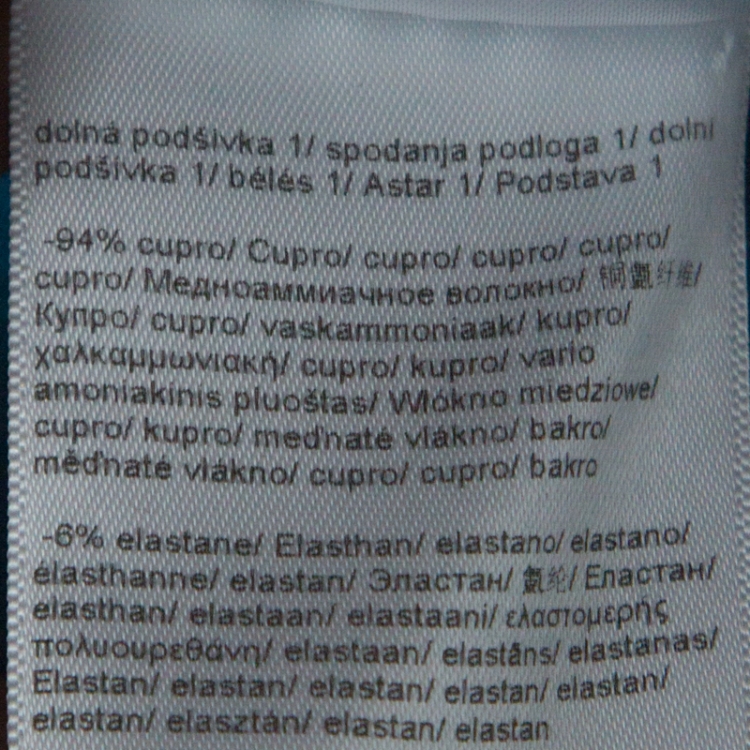 dolná podšívka 1/ spodanja podloga 1/ dolní
podšívka 1/ bélés 1/ Astar 1/ Podstava 1
-94% cupro/ Cupro/ cupro/ cupro/ cupro/
cupro/ Медноаммиачное волокно/ 铜氨纤维/
Купро/ cupro/ vaskammoniaak/ kupro/
χαλκαμμωνιακή/ cupro/ kupro/ vario
amoniakinis pluoštas/ Wlókno miedziowe/
cupro/ kupro/ meďnaté vlákno/ bakro/
měďnaté vlákno/ cupro/ cupro/ bakro
-6% elastane/ Elasthan/ elastano/ elastano/
elasthanne/ elastan/ Эластан/ 氨纶/ Еластан/
elasthan/ elastaan/ elastaani/ ελαστομερής
πολυουρεθάνη/ elastaan/ elastāns/ elastanas/
Elastan/ elastan/ elastan/ elastan/ elastan/
elastan/ elasztán/ elastan/ elastan